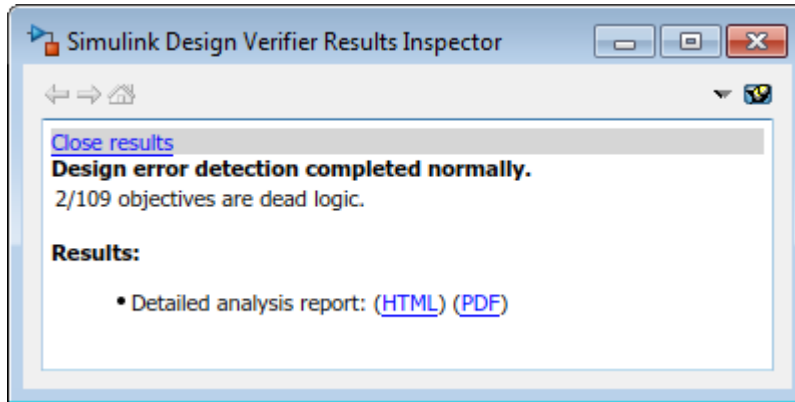 Simulink Design Verifier Results Inspector
Close results
Design error detection completed normally.
2/109 objectives are dead logic.
Results:
• Detailed analysis report: (HTML) (PDF)